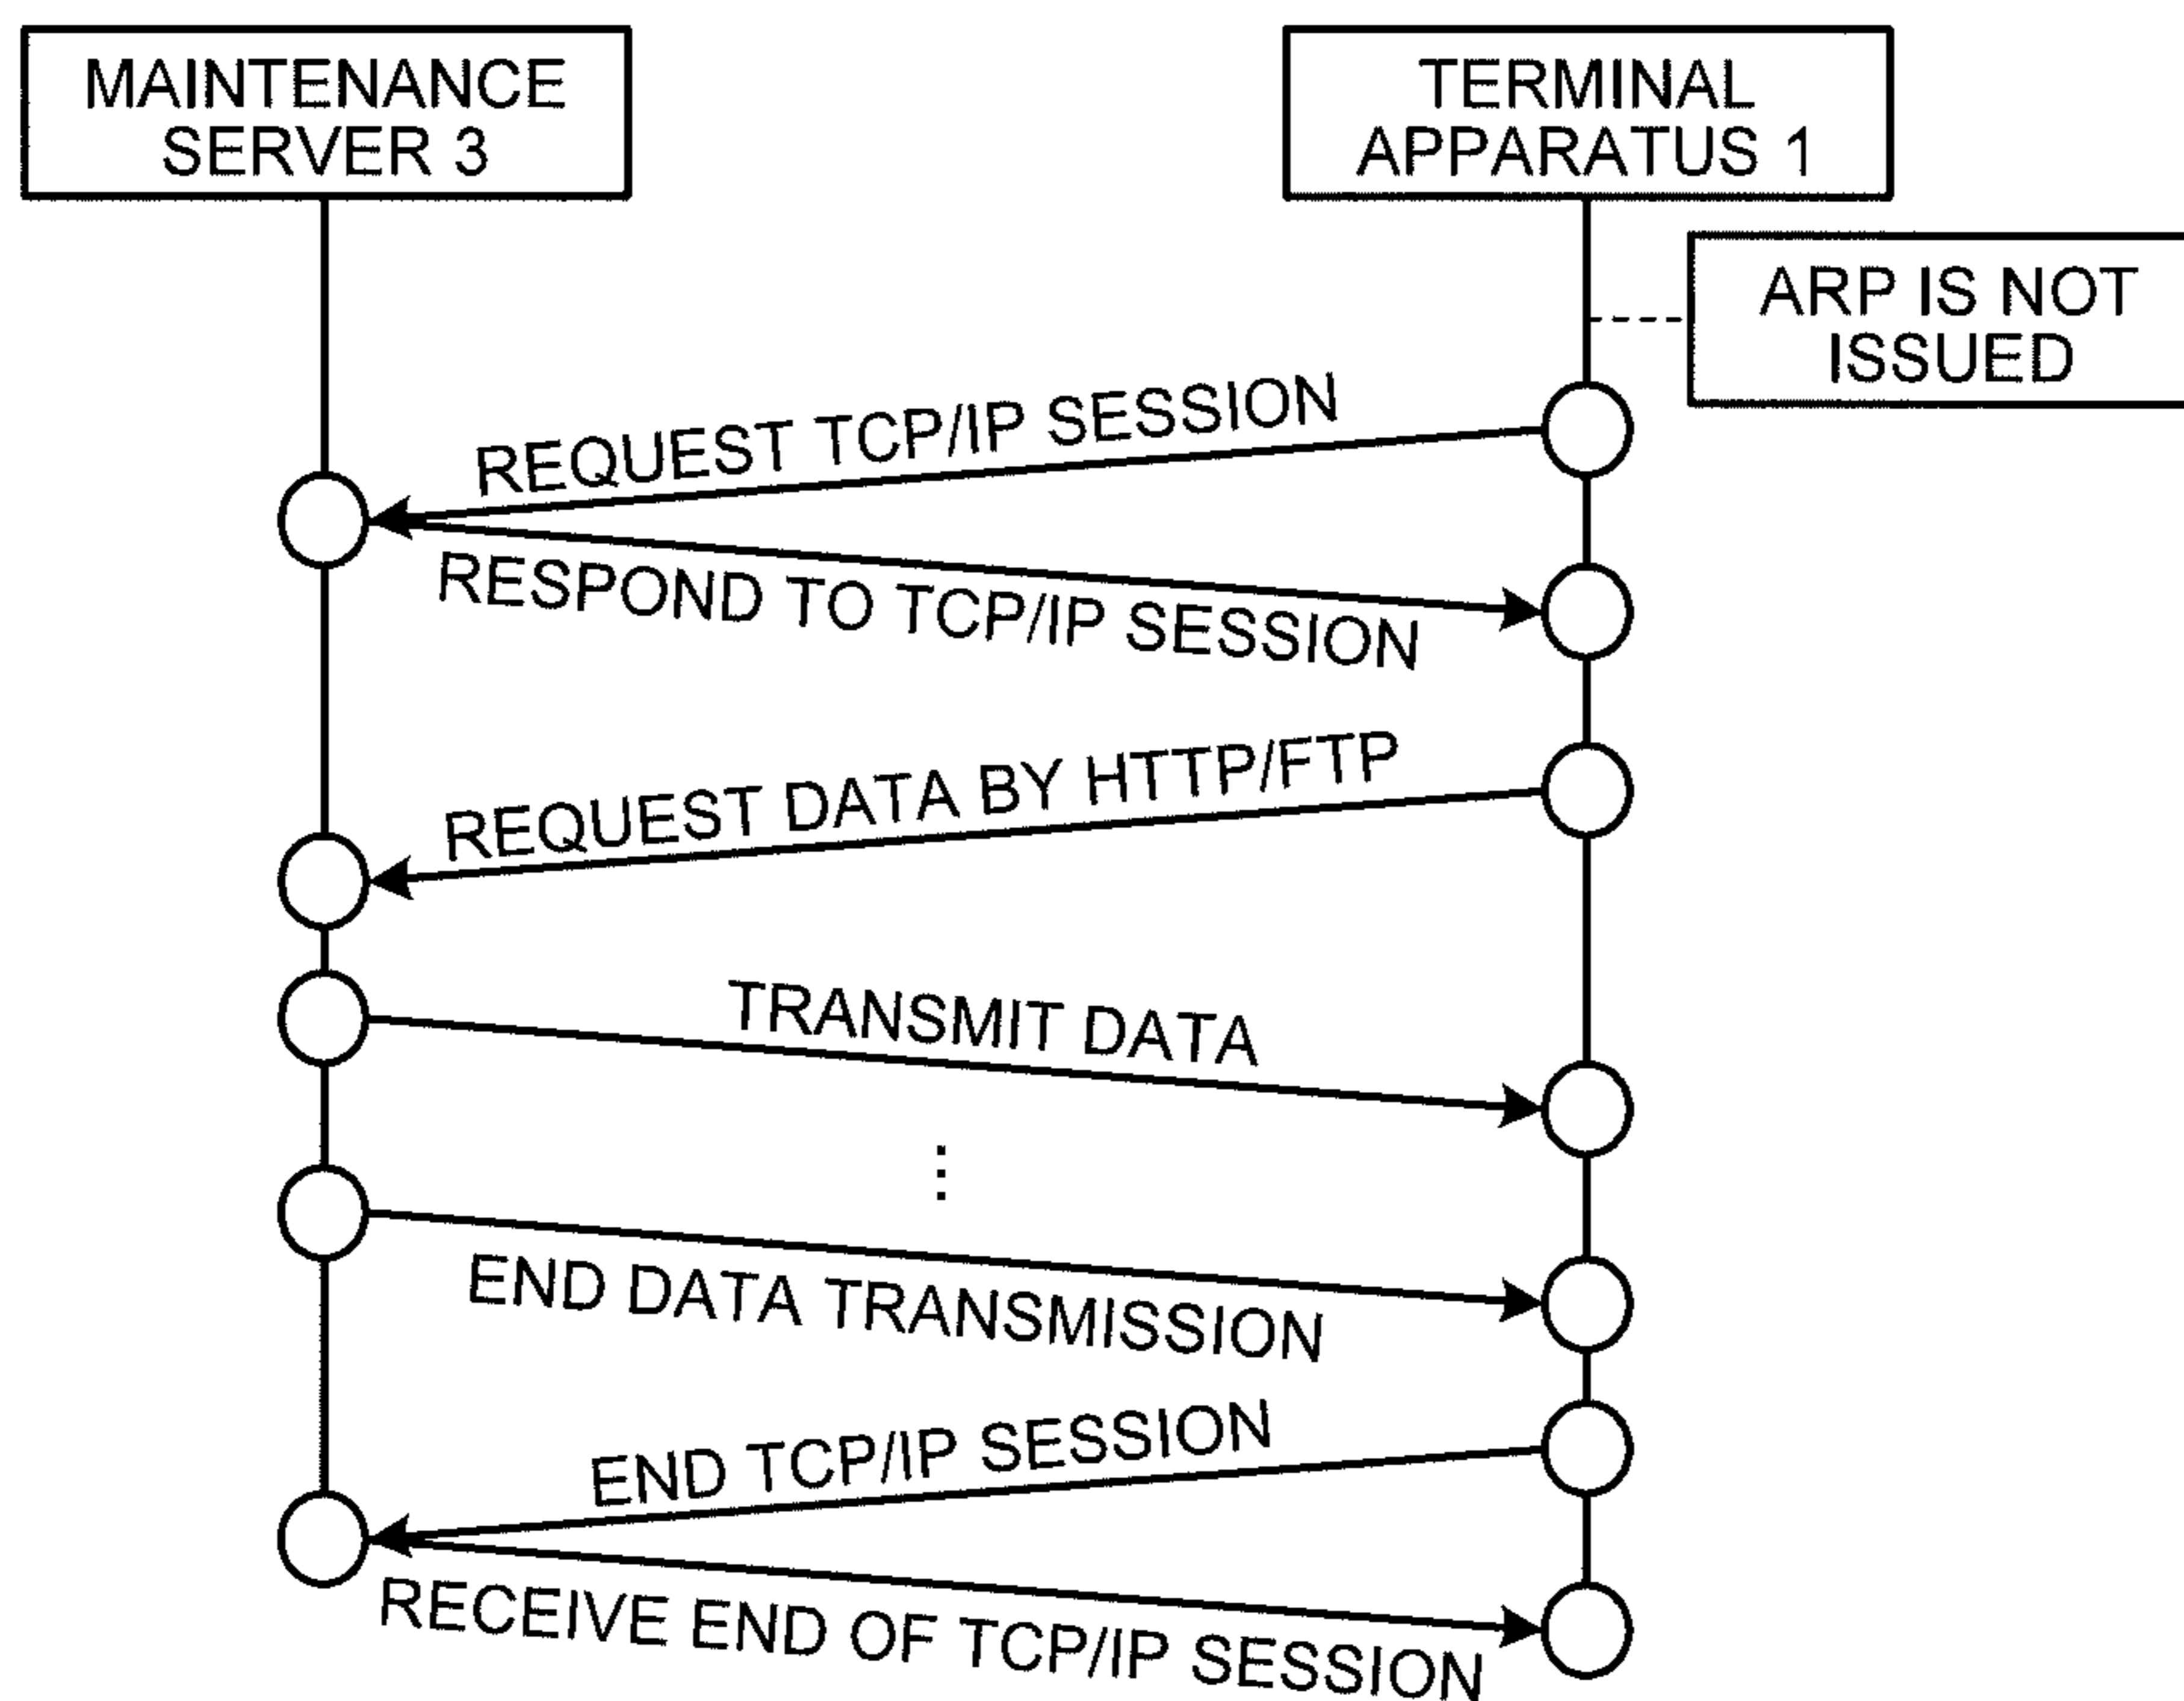 MAINTENANCE
SERVER 3
TERMINAL
APPARATUS 1
ARP IS NOT
ISSUED
REQUEST TCP/IP SESSION
RESPOND TO TCP/IP SESSION
REQUEST DATA BY HTTP/FTP
TRANSMIT DATA
END DATA TRANSMISSION
END TCP/IP SESSION
RECEIVE END OF TCP/IP SESSION